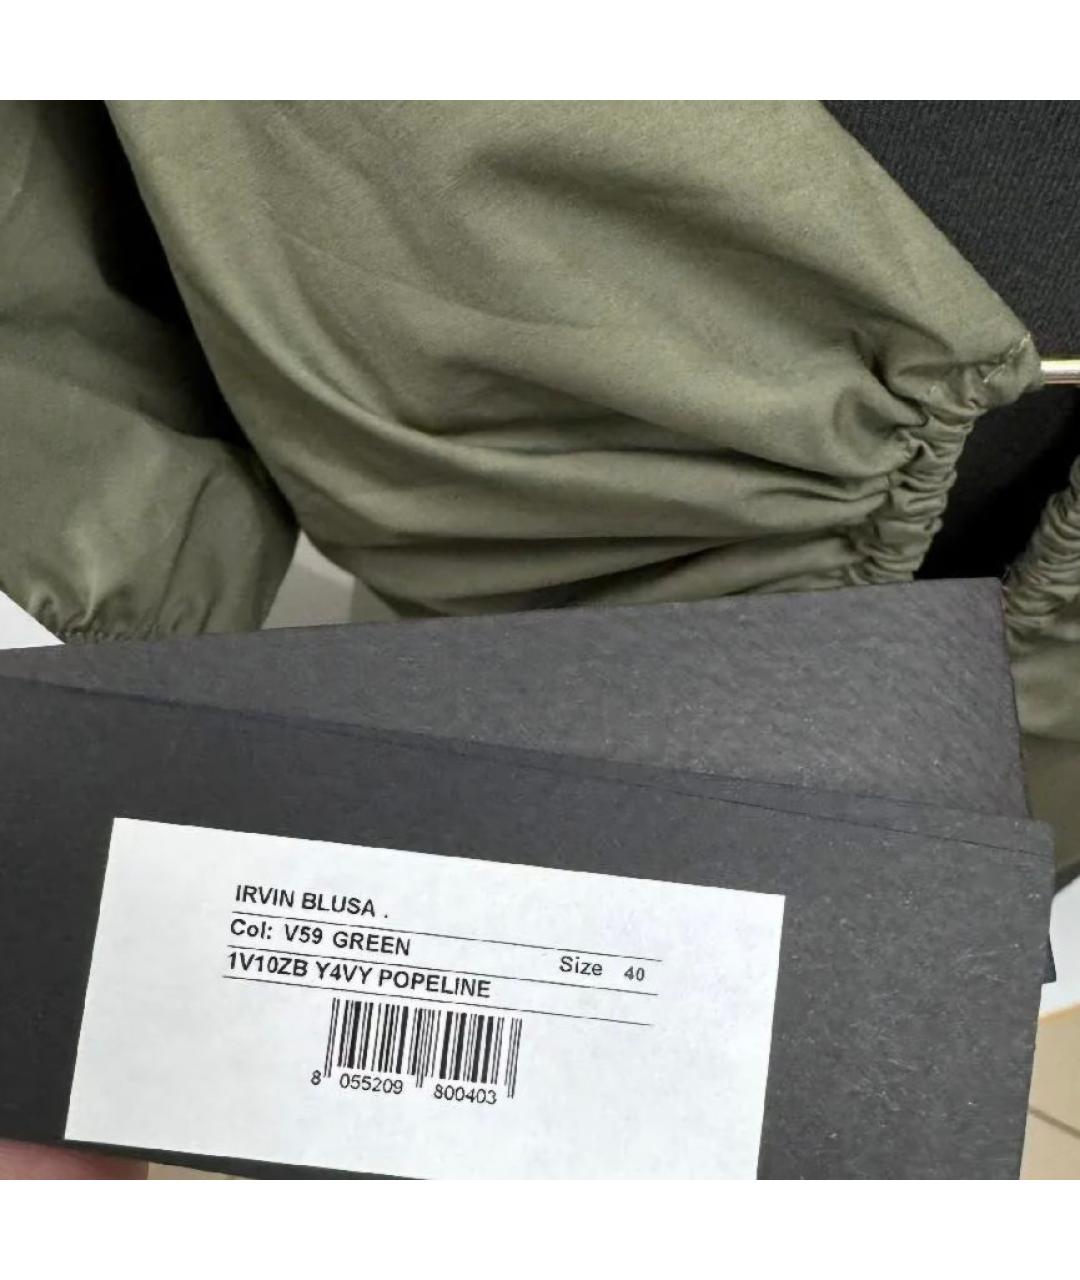 IRVIN BLUSA .
Col: V59 GREEN
Size 40
1V10ZB Y4VY POPELINE
8 055209 800403